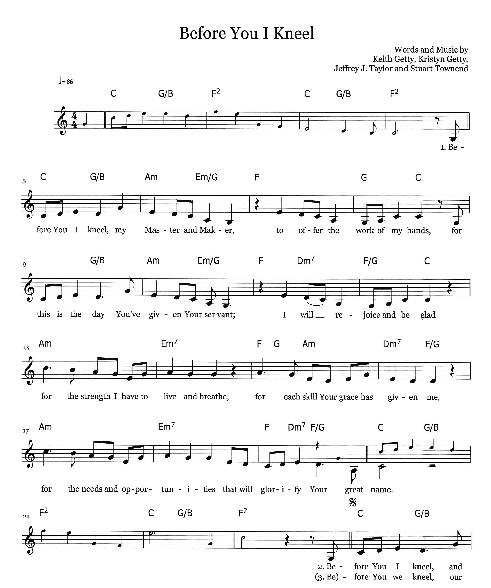 Before You I Kneel
Words and Music by
Keith Getty, Kristyn Getty,
Jeffrey J. Taylor and Stuart Townend
C G/B F2 C G/B F2
1. Be -
C G/B Am Em/G F G C
fore You I kneel, my Mas - ter and Mak - er, to of - fer the work of my hands, for
9
G/B Am Em/G F Dm7 F/G C
this is the day You've giv - en Your servant; I will re - joice and be glad
Am Em7 F G Am Dm7 F/G
for the strength I have to live and breathe, for each skill Your grace has giv - en me,
Am Em7 F Dm7 F/G C G/B
for the needs and op - por - tun - i - ties that will glor - i - fy Your great name.
F2 C G/B F2 C G/B
2. Be - fore You I kneel, and
(3. Be) - fore You we kneel, our